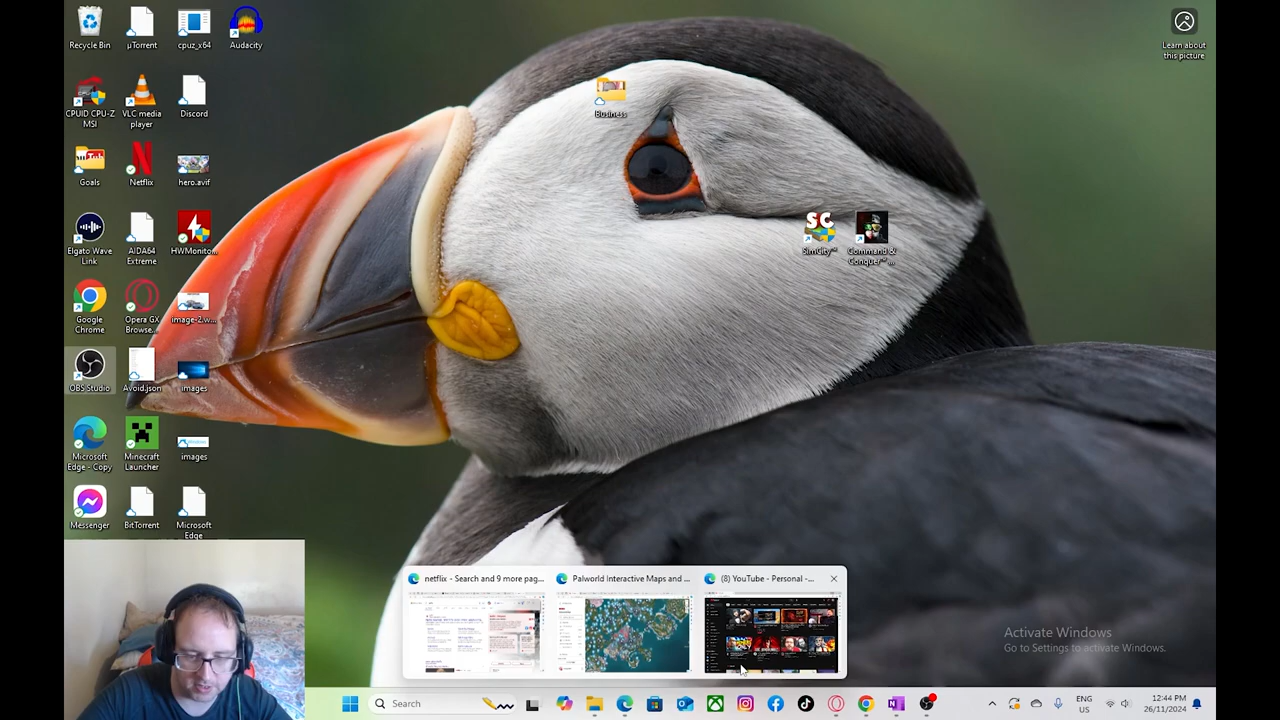 Recycle Bin
µTorrent
cpuz_x64
Audacity
Learn about
this picture
CPUID CPU-Z
MSI
VLC media
player
Discord
Business
Goals
Netflix
hero.avif
Elgato Wave
Link
AIDA64
Extreme
HWMonito...
SimCity™
Command &
Conquer™...
Google
Chrome
Opera GX
Browse...
image-2.w...
OBS Studio
Avoid.json
images
Microsoft
Edge - Copy
Minecraft
Launcher
images
Messenger
BitTorrent
Microsoft
Edge
netflix - Search and 9 more pag...
Palworld interactive Maps and ...
(8) YouTube - Personal -...
Activate Windows
Go to Settings to activate Windows.
Search
ENG
US
12:44 PM
26/11/2024